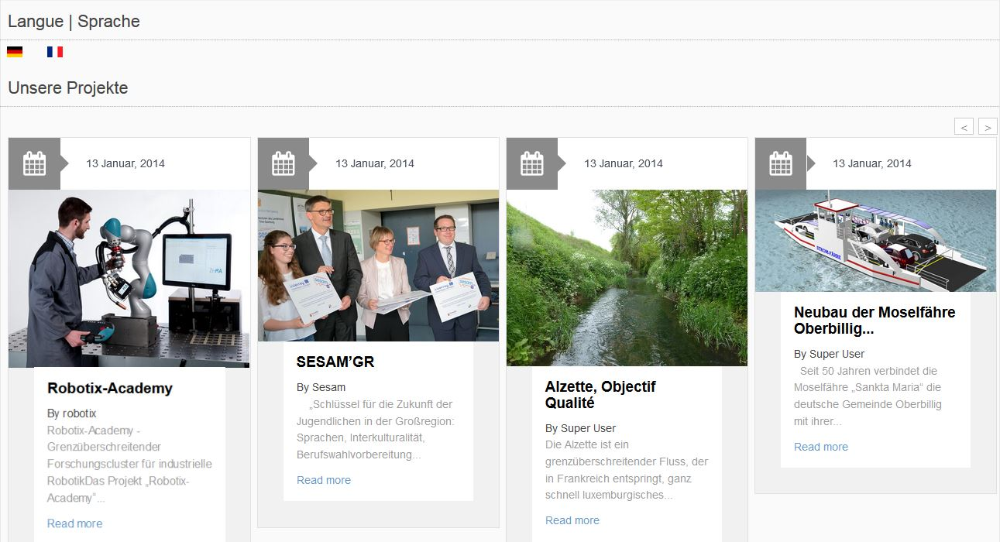 Langue | Sprache
Unsere Projekte
< >
13 Januar, 2014
ZeMA
Robotix-Academy
By robotix
Robotix-Academy -
Grenzüberschreitender
Forschungscluster für industrielle
RobotikDas Projekt „Robotix-
Academy“...
Read more
13 Januar, 2014
sesam
SESAM’GR
By Sesam
„Schlüssel für die Zukunft der
Jugendlichen in der Großregion:
Sprachen, Interkulturalität,
Berufswahlvorbereitung...
Read more
13 Januar, 2014
Alzette, Objectif
Qualité
By Super User
Die Alzette ist ein
grenzüberschreitender Fluss, der
in Frankreich entspringt, ganz
schnell luxemburgisches...
Read more
13 Januar, 2014
STROM-FÄHRE
F
Neubau der Moselfähre
Oberbillig...
By Super User
Seit 50 Jahren verbindet die
Moselfähre „Sankta Maria“ die
deutsche Gemeinde Oberbillig
mit ihrer...
Read more